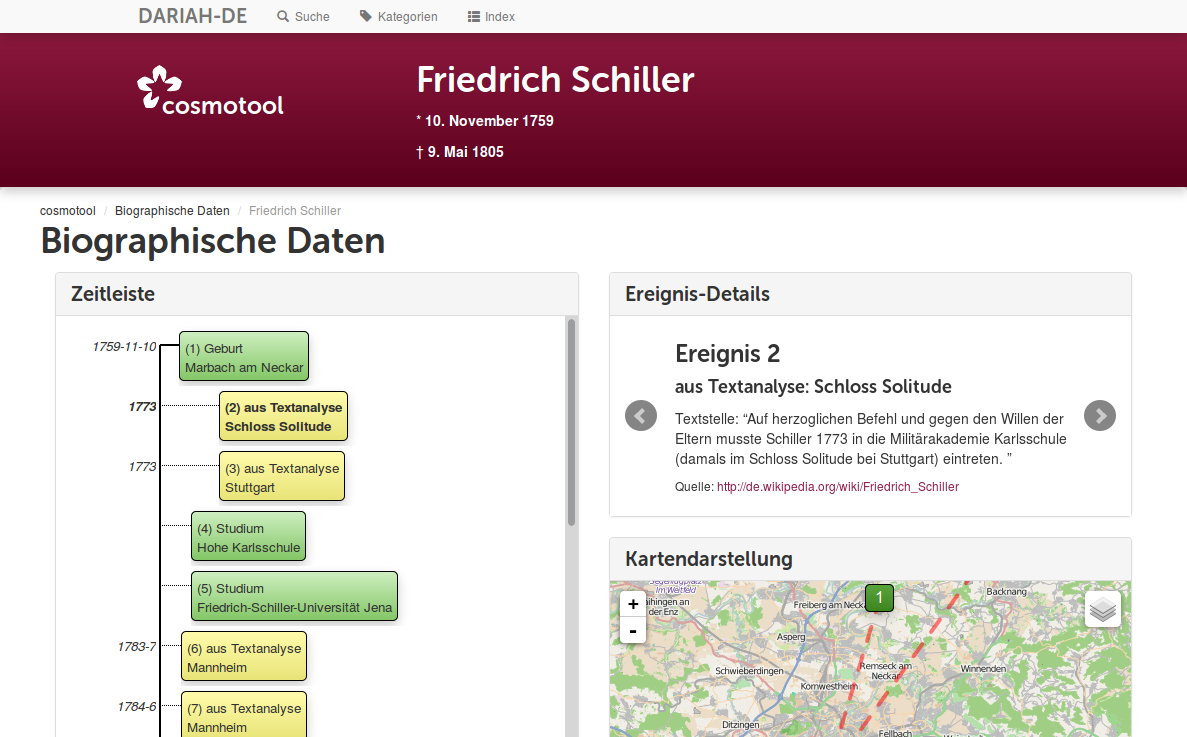 DARIAH-DE Suche Kategorien Index
cosmotool
Friedrich Schiller
* 10. November 1759
† 9. Mai 1805
cosmotool / Biographische Daten / Friedrich Schiller
Biographische Daten
Zeitleiste
1759-11-10
(1) Geburt
Marbach am Neckar
1773
(2) aus Textanalyse
Schloss Solitude
1773
(3) aus Textanalyse
Stuttgart
(4) Studium
Hohe Karlsschule
(5) Studium
Friedrich-Schiller-Universität Jena
1783-7
(6) aus Textanalyse
Mannheim
1784-6
(7) aus Textanalyse
Mannheim
Ereignis-Details
Ereignis 2
aus Textanalyse: Schloss Solitude
Textstelle: “Auf herzoglichen Befehl und gegen den Willen der
Eltern musste Schiller 1773 in die Militärakademie Karlsschule
(damals im Schloss Solitude bei Stuttgart) eintreten. ”
Quelle: http://de.wikipedia.org/wiki/Friedrich_Schiller
Kartendarstellung
+
-
der Enz
Freiberg am
1
Backnang
Asperg
Schwieberdingen
Kornwestheim
Remseck am
Neckar
Winnenden
Ditzingen
Fellbach